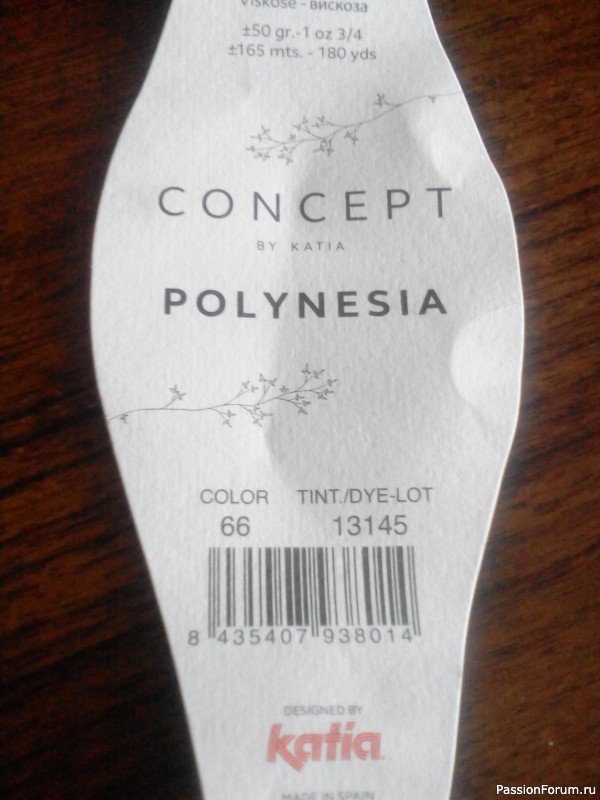 Viskose - вискоза
±50 gr.-1 oz 3/4
±165 mts. - 180 yds
CONCEPT
BY KATIA
POLYNESIA
COLOR TINT./DYE-LOT
66 13145
8 435407 938014
DESIGNED BY
katia
MADE IN SPAIN
PassionForum.ru